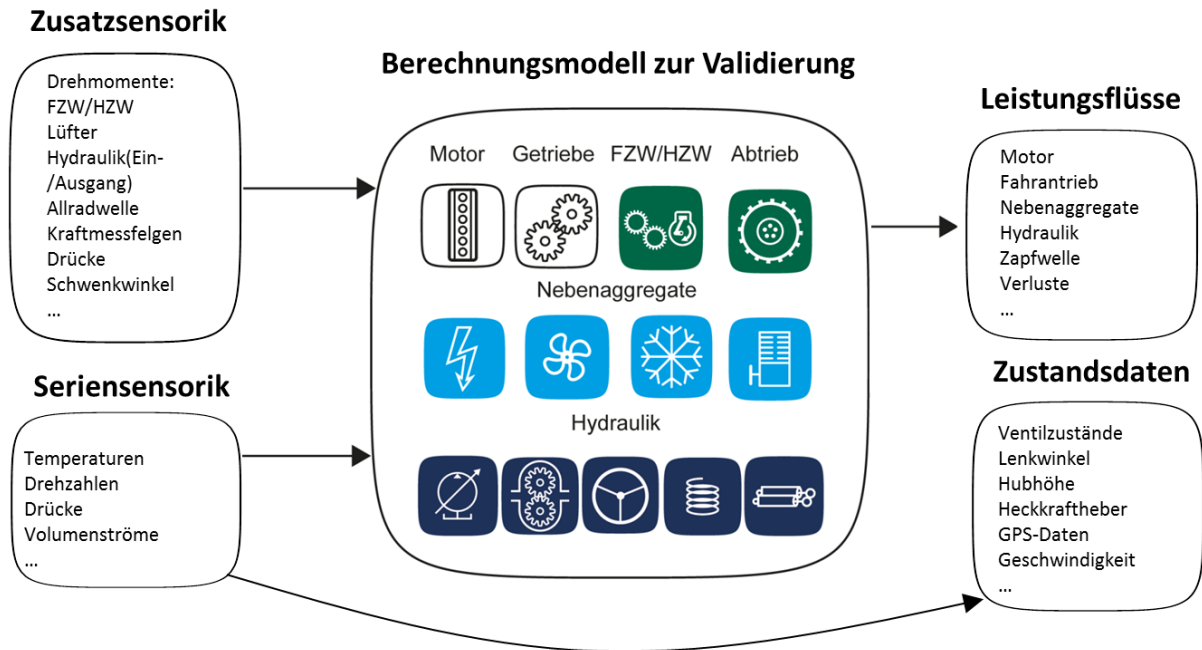 Zusatzsensorik
Drehmomente:
FZW/HZW
Lüfter
Hydraulik(Ein-
/Ausgang)
Allradwelle
Kraftmessfelgen
Drücke
Schwenkwinkel
...
Seriensensorik
Temperaturen
Drehzahlen
Drücke
Volumenströme
...
Berechnungsmodell zur Validierung
Motor Getriebe FZW/HZW Abtrieb
Nebenaggregate
Hydraulik
Leistungsflüsse
Motor
Fahrantrieb
Nebenaggregate
Hydraulik
Zapfwelle
Verluste
...
Zustandsdaten
Ventilzustände
Lenkwinkel
Hubhöhe
Heckkraftheber
GPS-Daten
Geschwindigkeit
...